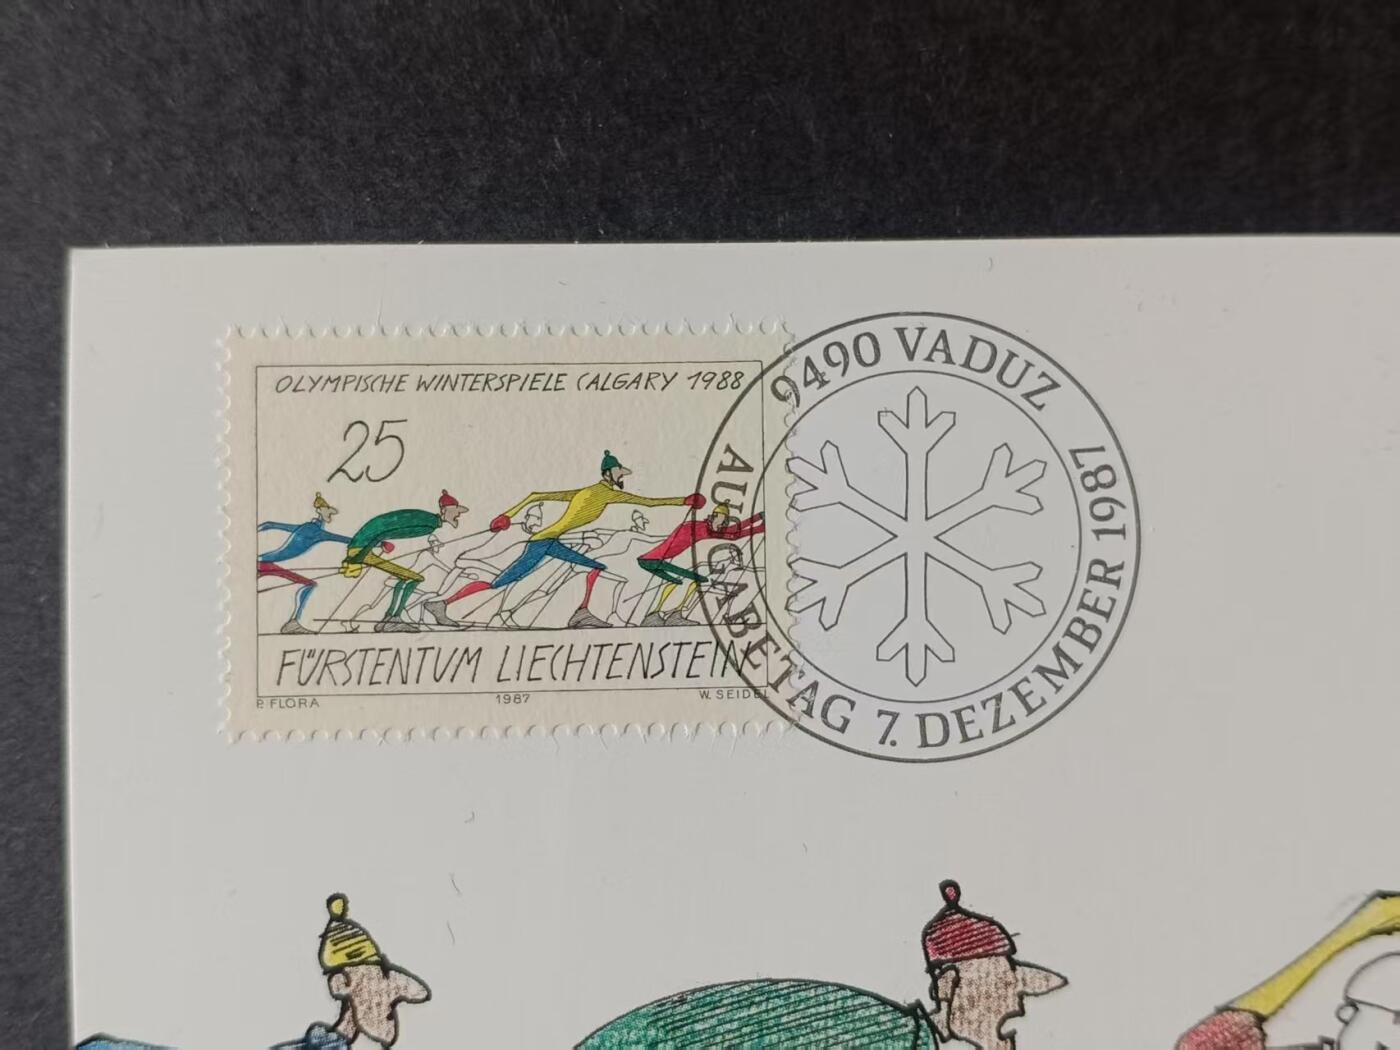 OLYMPISCHE WINTERSPIELE CALGARY 1988
25
FÜRSTENTUM LIECHTENSTEIN
P. FLORA 1987 W. SEIDEL
9490 VADUZ
AUSGABETAG 7. DEZEMBER 1987